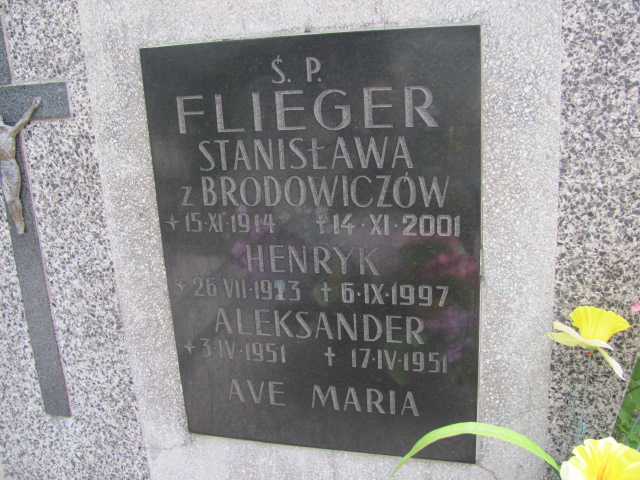 Ś. P.
FLIEGER
STANISŁAWA
z BRODOWICZÓW
+15·XI·1914 †14·XI·2001
HENRYK
+26·VII·1923 †6·IX·1997
ALEKSANDER
+3·IV·1951 †17·IV·1951
AVE MARIA